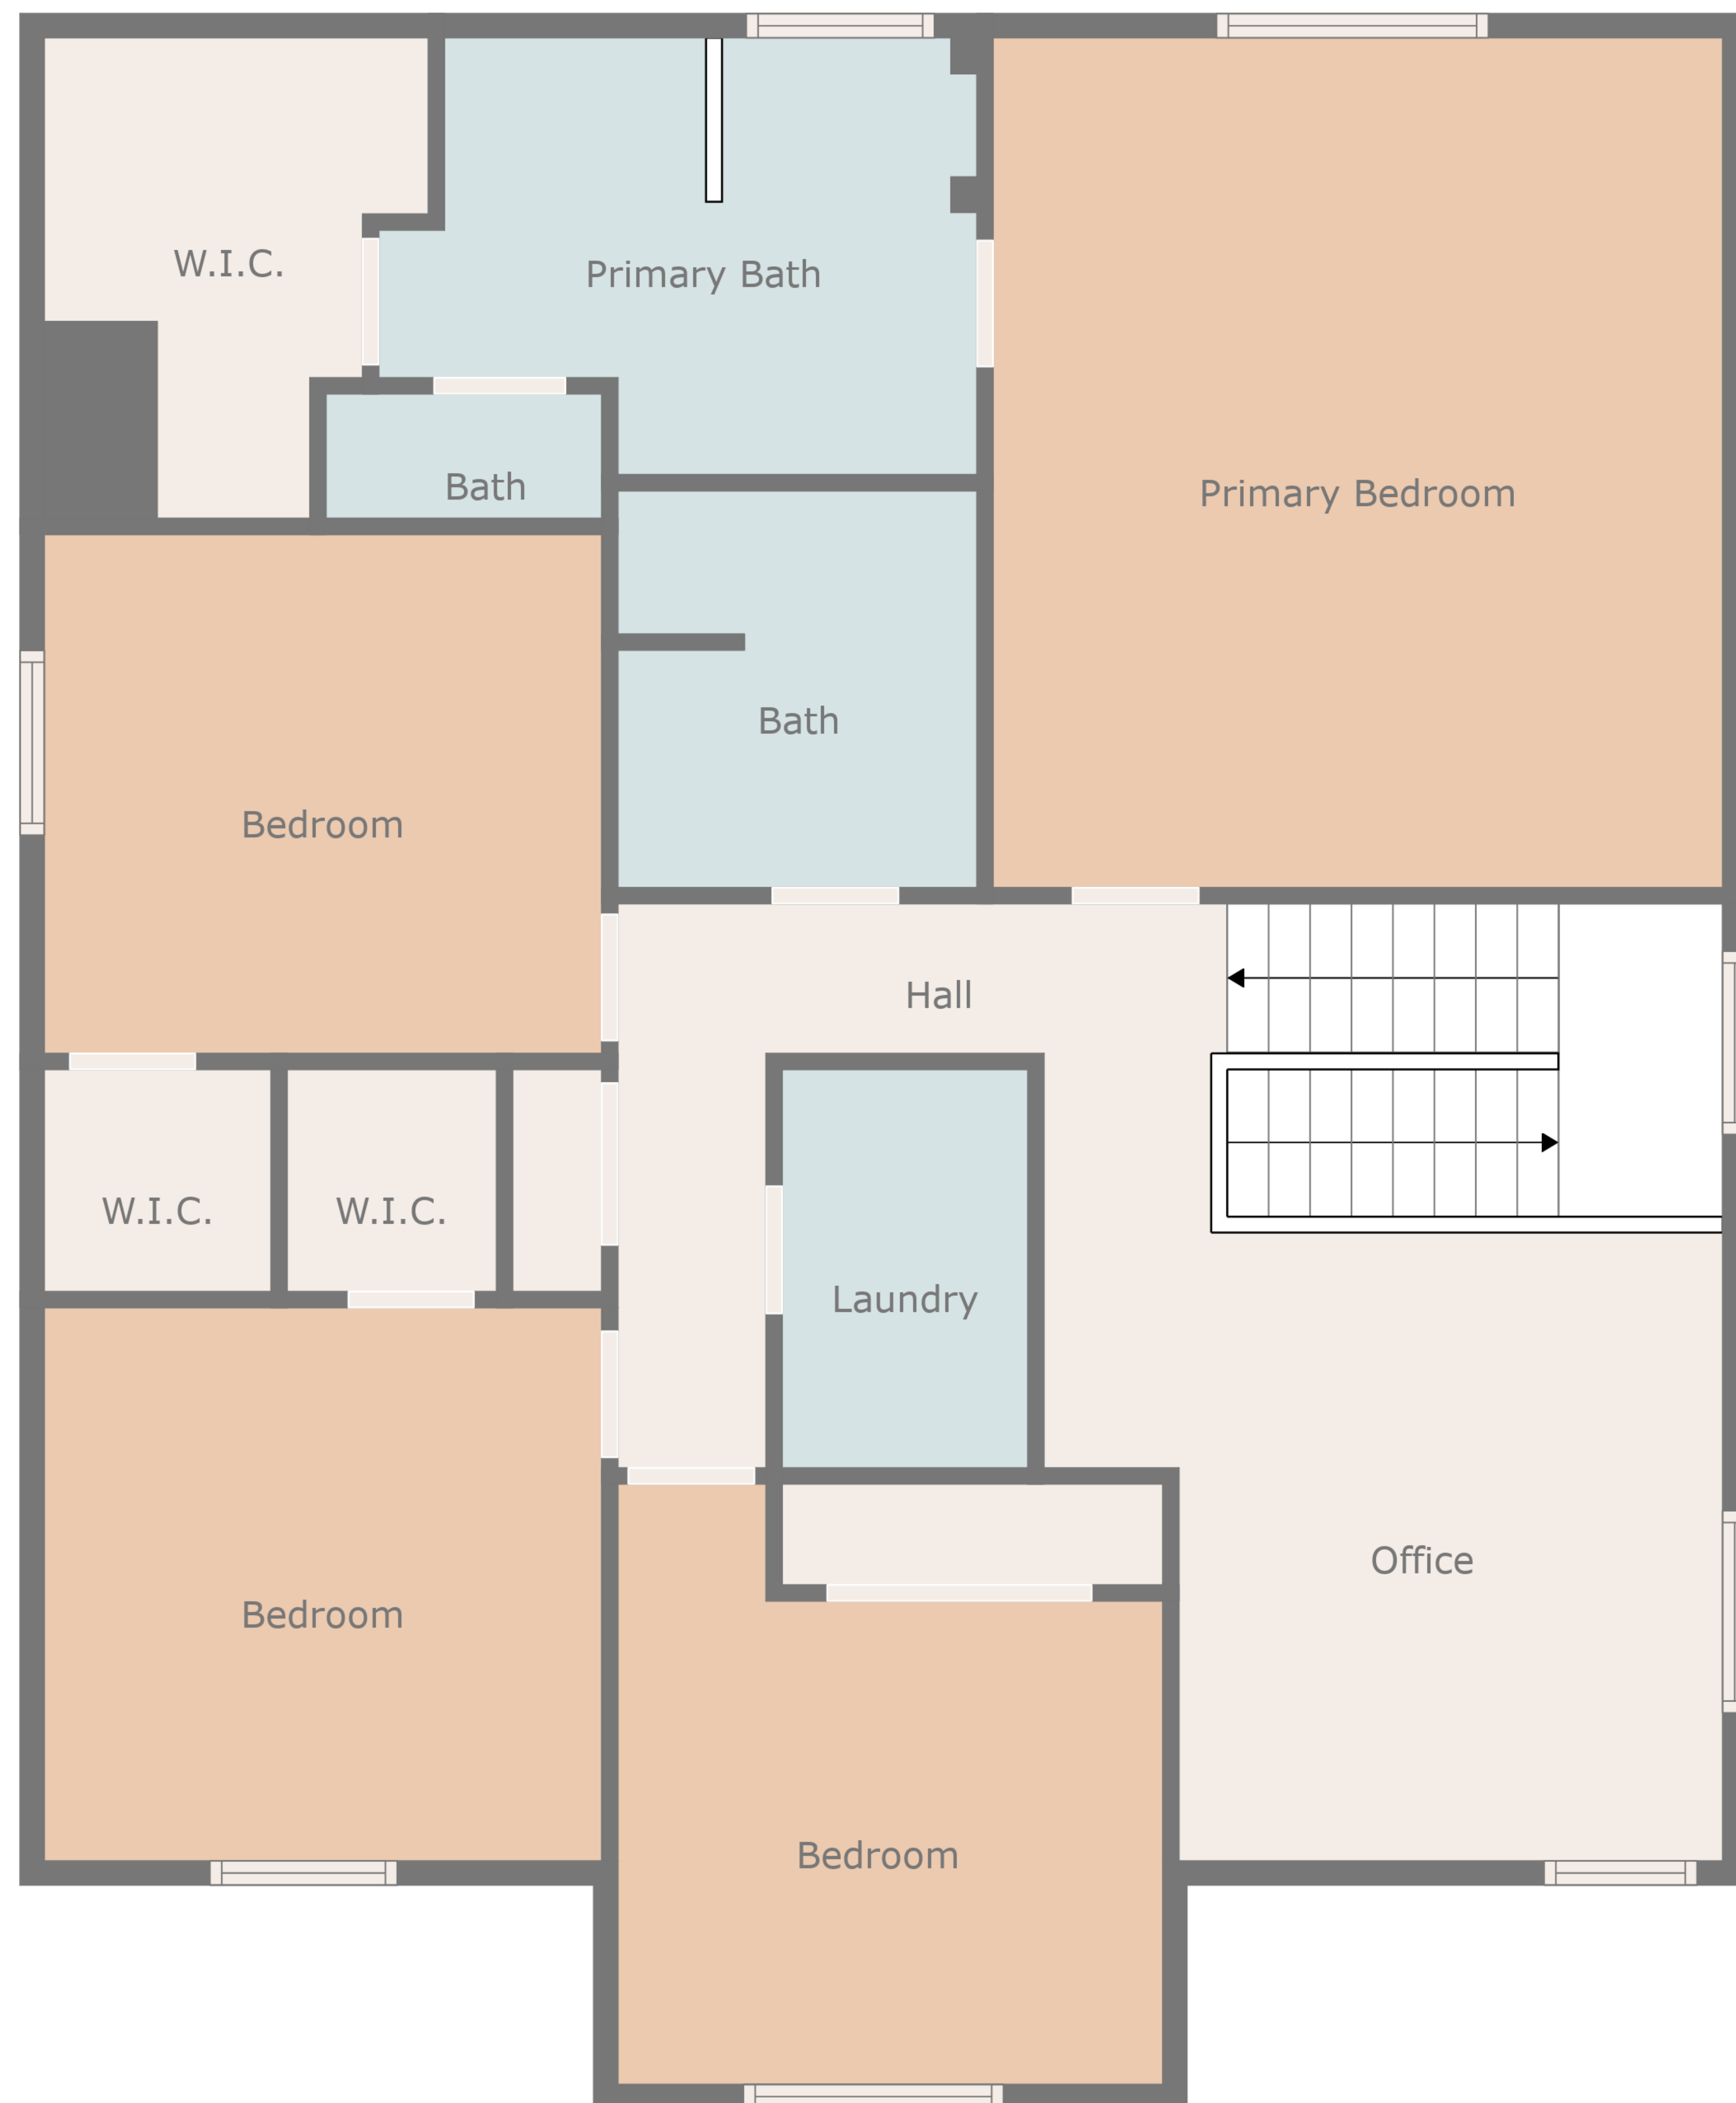 W.I.C.
Primary Bath
Bath
Primary Bedroom
Bath
Bedroom
Hall
W.I.C.
W.I.C.
Laundry
Office
Bedroom
Bedroom